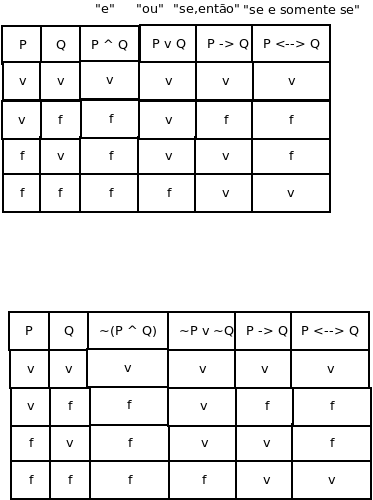 "e" "ou" "se,então" "se e somente se"
P Q P ^ Q P v Q P -> Q P <--> Q
v v v v v v
v f f v f f
f v f v v f
f f f f v v
P Q ~(P ^ Q) ~P v ~Q P -> Q P <--> Q
v v v v v v
v f f v f f
f v f v v f
f f f f v v